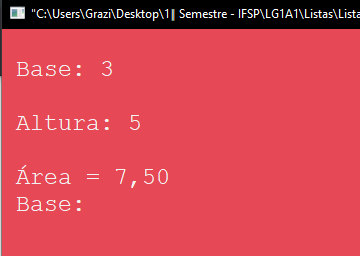 "C:\Users\Grazi\Desktop\1 Semestre - IFSP\LG1A1\Listas\Lista
Base: 3
Altura: 5
Área = 7,50
Base: